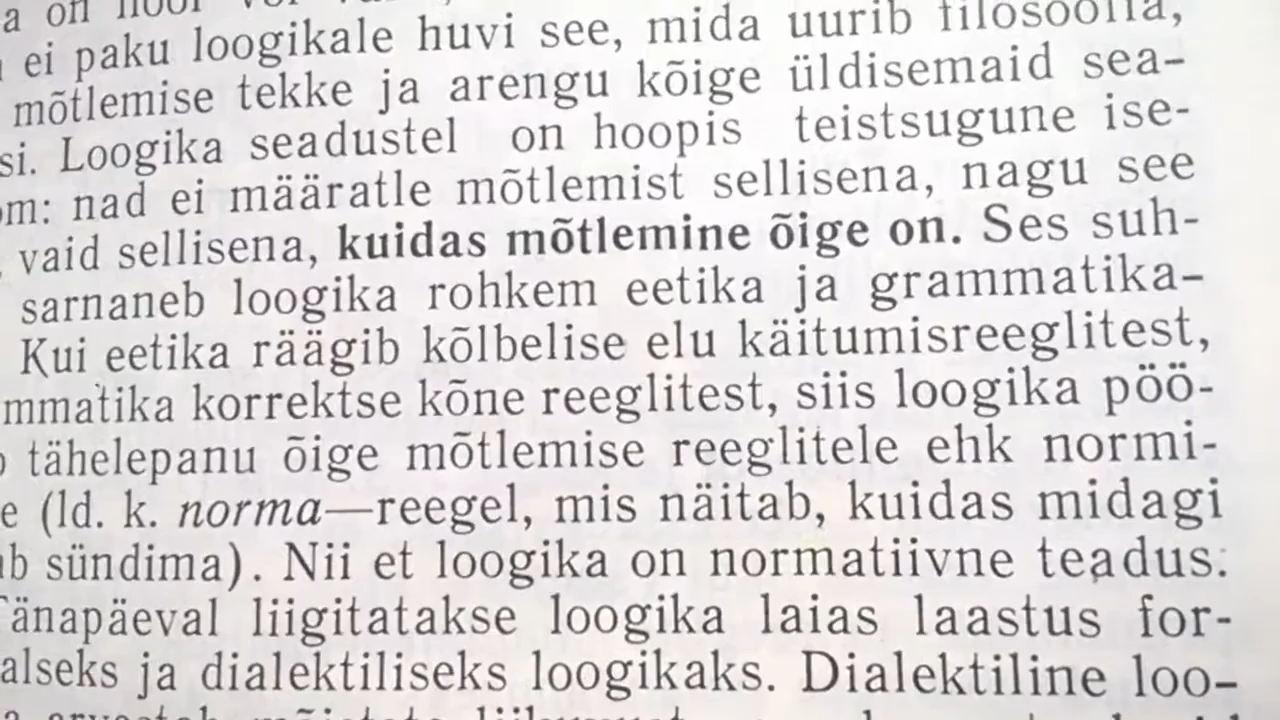 a on
ei paku loogikale huvi see, mida uurib filosoofia,
mõtlemise tekke ja arengu kõige üldisemaid sea-
si. Loogika seadustel on hoopis teistsugune ise-
om: nad ei määratle mõtlemist sellisena, nagu see
vaid sellisena, kuidas mõtlemine õige on. Ses suh-
sarnaneb loogika rohkem eetika ja grammatika-
Kui eetika räägib kõlbelise elu käitumisreeglitest,
mmatika korrektse kõne reeglitest, siis loogika pöö-
tähelepanu õige mõtlemise reeglitele ehk normi-
e (ld. k. norma—reegel, mis näitab, kuidas midagi
b sündima). Nii et loogika on normatiivne teadus.
Tänapäeval liigitatakse loogika laias laastus for-
alseks ja dialektiliseks loogikaks. Dialektiline loo-